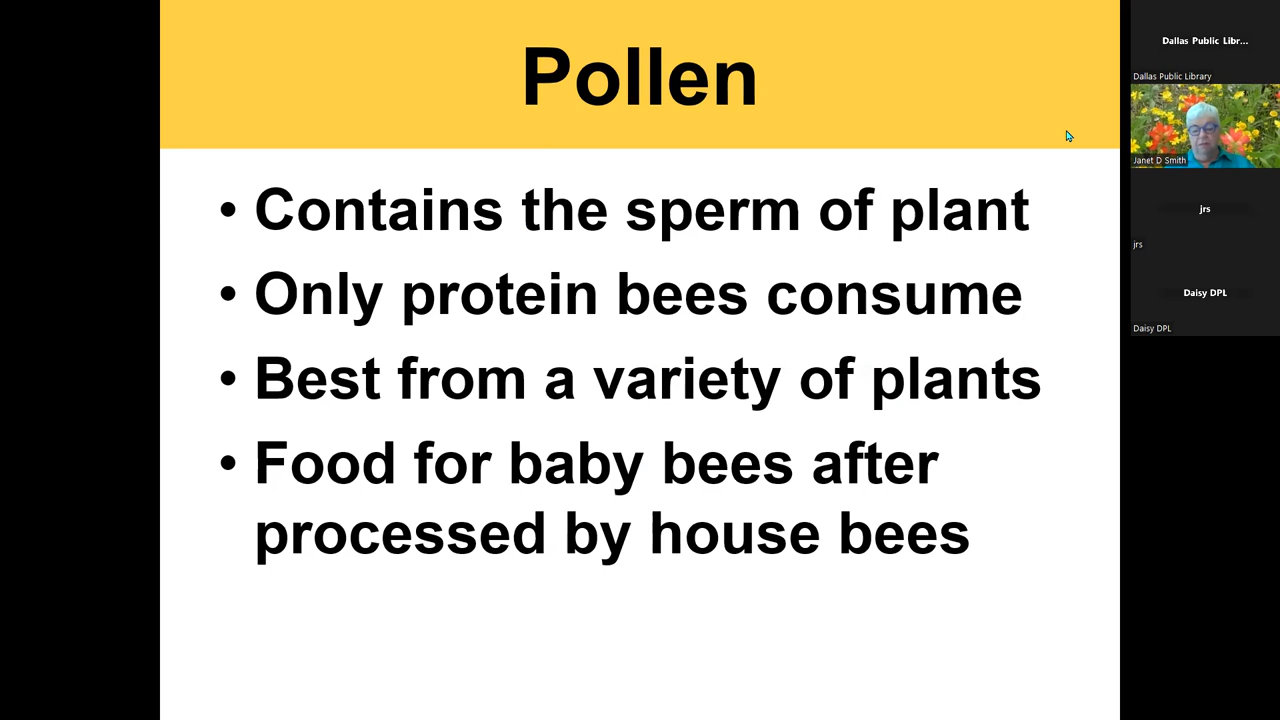 Pollen
• Contains the sperm of plant
• Only protein bees consume
• Best from a variety of plants
• Food for baby bees after
processed by house bees
Dallas Public Libr...
Dallas Public Library
Janet D Smith
jrs
jrs
Daisy DPL
Daisy DPL